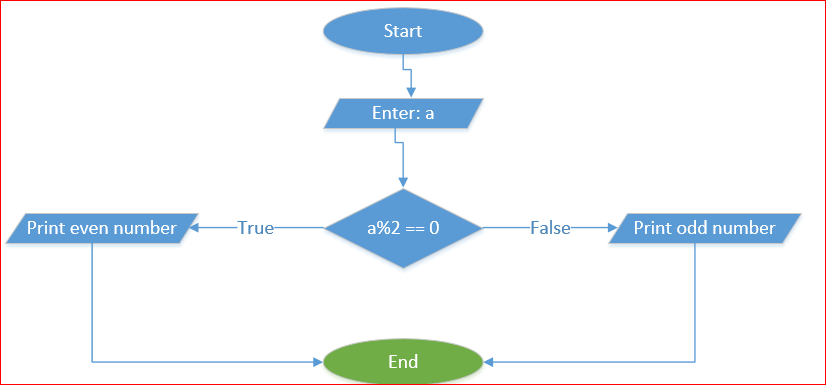 Start
Enter: a
a%2 == 0
True
Print even number
False
Print odd number
End